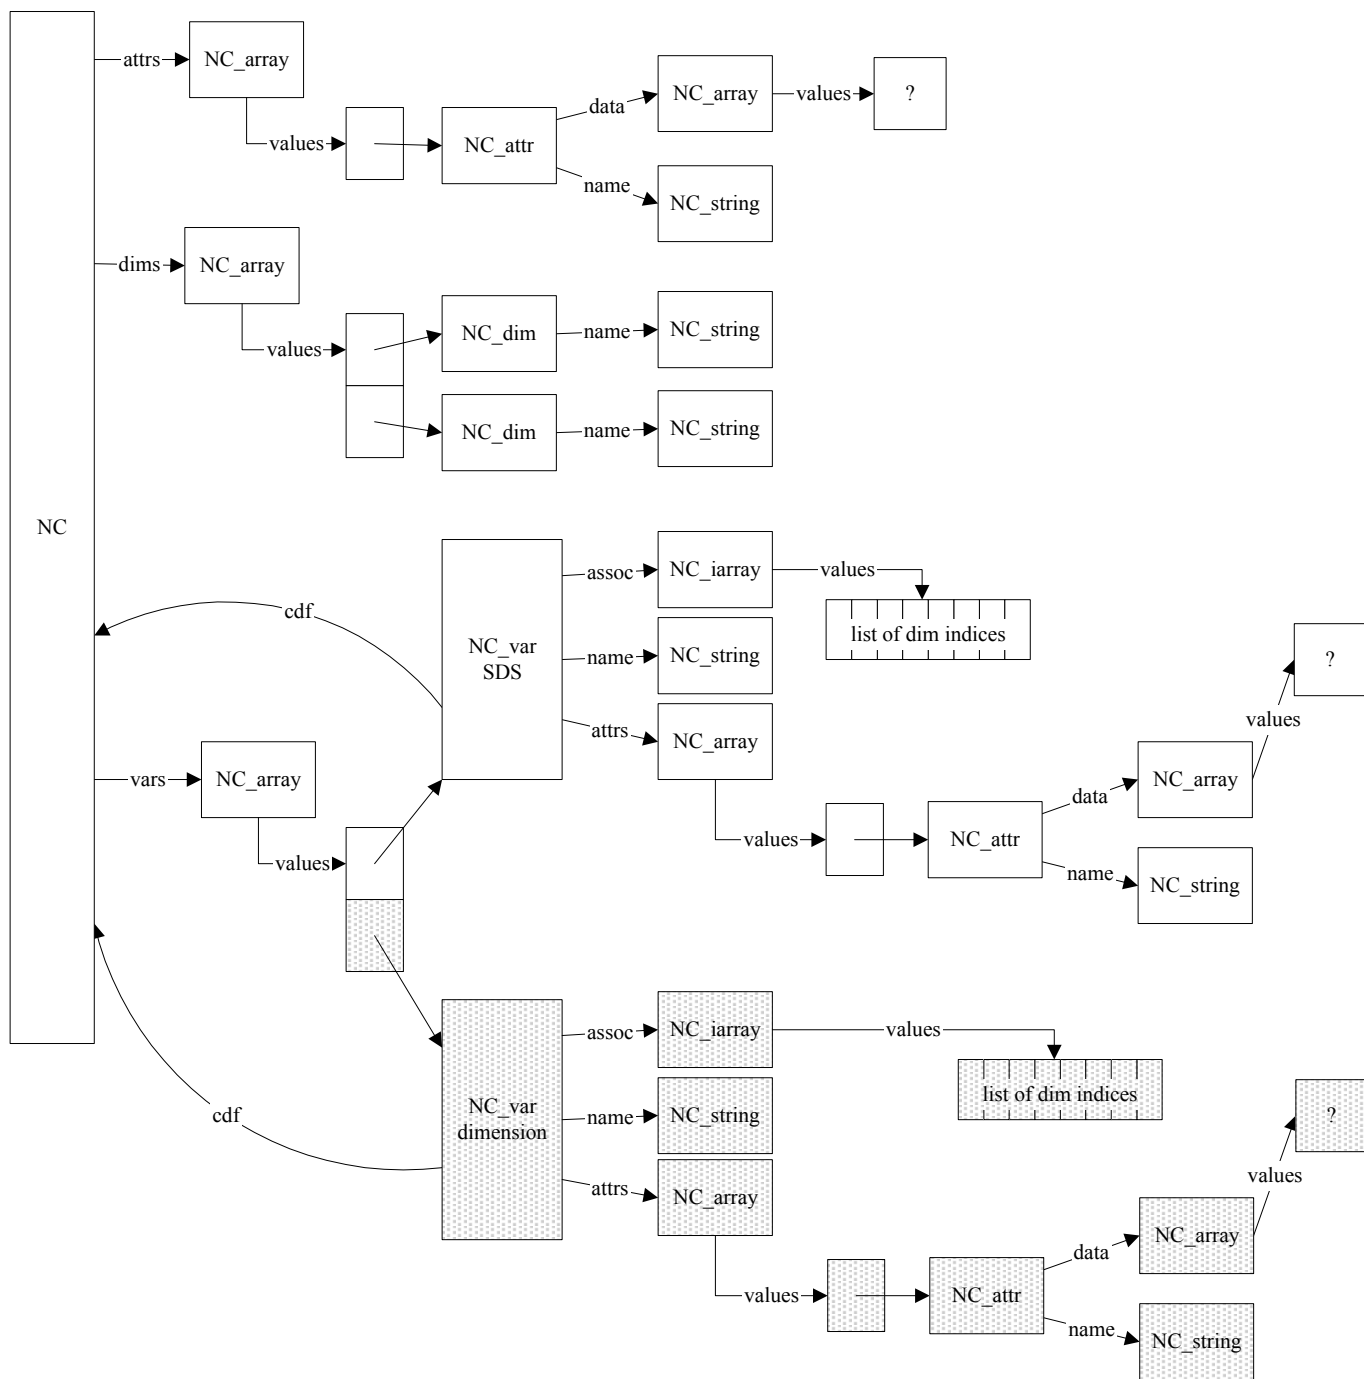 attrs
NC_array
values
NC_attr
data
NC_array
values
?
name
NC_string
dims
NC_array
values
NC_dim
name
NC_string
NC_dim
name
NC_string
NC
cdf
NC_var
SDS
assoc
NC_iarray
values
list of dim indices
name
NC_string
attrs
NC_array
values
NC_attr
data
NC_array
values
?
name
NC_string
vars
NC_array
values
cdf
NC_var
dimension
assoc
NC_iarray
values
list of dim indices
name
NC_string
attrs
NC_array
values
NC_attr
data
NC_array
values
?
name
NC_string